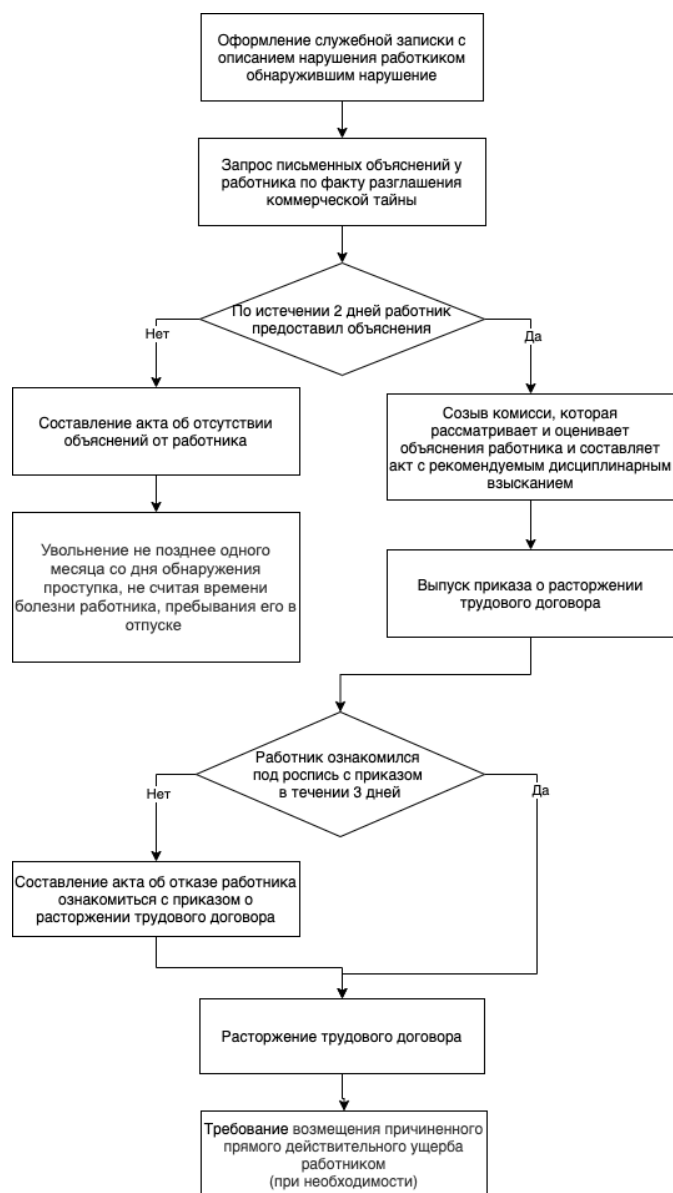 Оформление служебной записки с
описанием нарушения работкиком
обнаружившим нарушение
Запрос письменных объяснений у
работника по факту разглашения
коммерческой тайны
По истечении 2 дней работник
предоставил объяснения
Нет
Да
Составление акта об отсутствии
объяснений от работника
Созыв комисси, которая
рассматривает и оценивает
объяснения работника и составляет
акт с рекомендуемым дисциплинарным
взысканием
Увольнение не позднее одного
месяца со дня обнаружения
проступка, не считая времени
болезни работника, пребывания его в
отпуске
Выпуск приказа о расторжении
трудового договора
Работник ознакомился
под роспись с приказом
в течении 3 дней
Нет
Да
Составление акта об отказе работника
ознакомиться с приказом о
расторжении трудового договора
Расторжение трудового договора
Требование возмещения причиненного
прямого действительного ущерба
работником
(при необходимости)